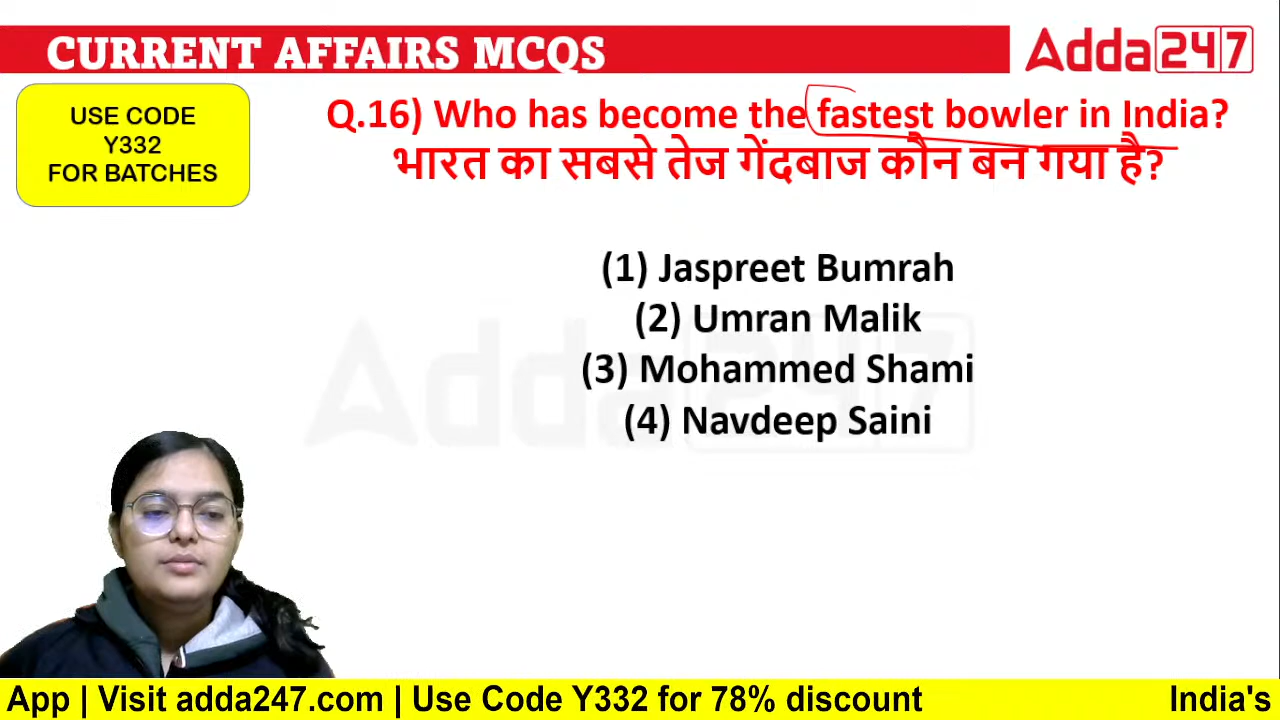 CURRENT AFFAIRS MCQS
Adda247
USE CODE
Y332
FOR BATCHES
Q.16) Who has become the fastest bowler in India?
भारत का सबसे तेज गेंदबाज कौन बन गया है?
(1) Jaspreet Bumrah
(2) Umran Malik
(3) Mohammed Shami
(4) Navdeep Saini
Adda247
App | Visit adda247.com | Use Code Y332 for 78% discount
India's